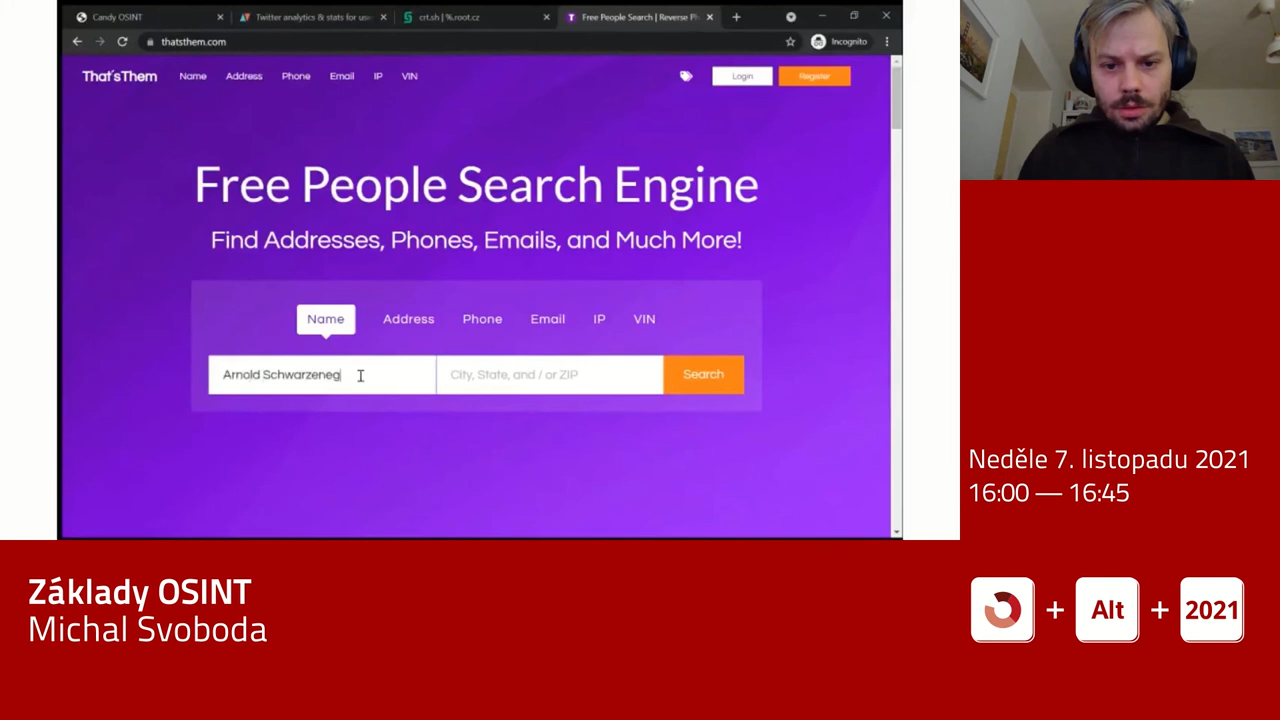 Candy OSINT
Twitter analytics & stats for use
crt.sh | %.root.cz
Free People Search | Reverse Ph
thatsthem.com
Incognito
That'sThem
Name
Address
Phone
Email
IP
VIN
Login
Register
Free People Search Engine
Find Addresses, Phones, Emails, and Much More!
Name
Address
Phone
Email
IP
VIN
Arnold Schwarzeneg
City, State, and / or ZIP
Search
Neděle 7. listopadu 2021
16:00 — 16:45
Základy OSINT
Michal Svoboda
+ Alt + 2021